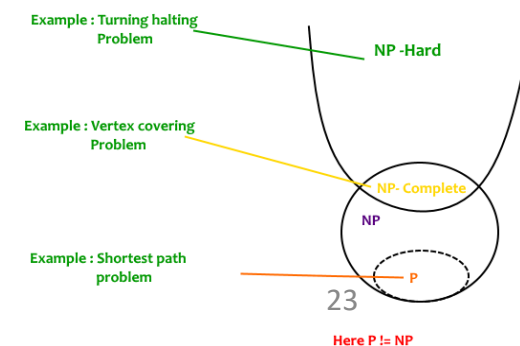 Example : Turning halting
Problem
NP -Hard
Example : Vertex covering
Problem
NP- Complete
NP
Example : Shortest path
problem
P
23
Here P != NP